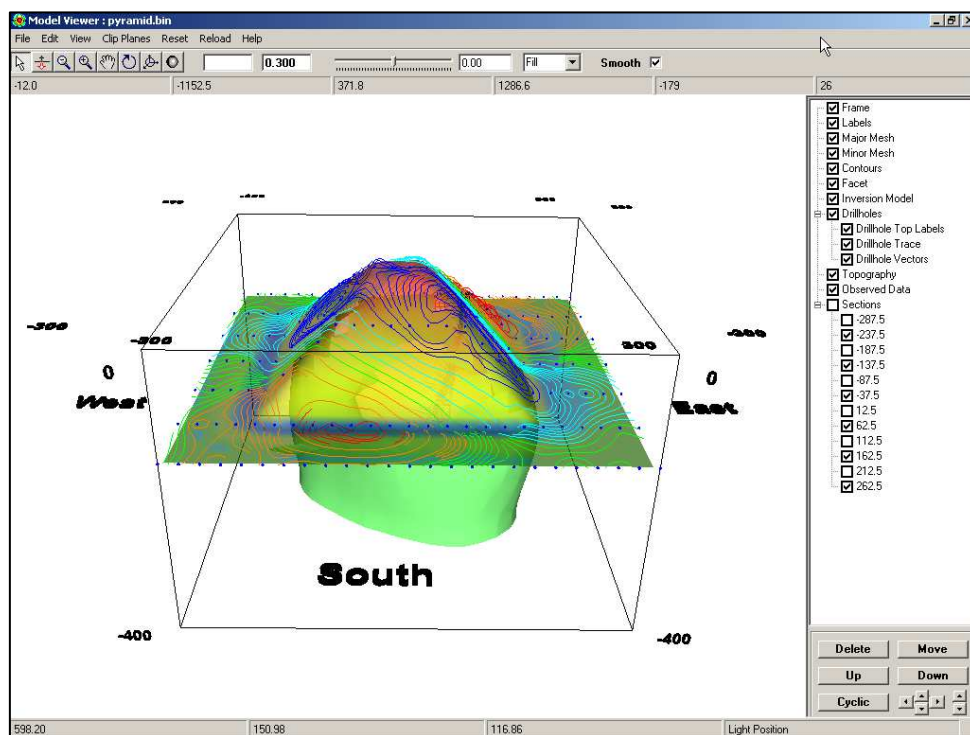 Model Viewer : pyramid.bin
File Edit View Clip Planes Reset Reload Help
0.300 0.00 Fill Smooth
-12.0 -1152.5 371.8 1286.6 -179 26
Frame
Labels
Major Mesh
Minor Mesh
Contours
Facet
Inversion Model
Drillholes
Drillhole Top Labels
Drillhole Trace
Drillhole Vectors
Topography
Observed Data
Sections
-287.5
-237.5
-187.5
-137.5
-87.5
-37.5
12.5
62.5
112.5
162.5
212.5
262.5
-300 -300 300 -300
0 0
West East
South
-400 -400
Delete Move
Up Down
Cyclic
598.20 150.98 116.86 Light Position